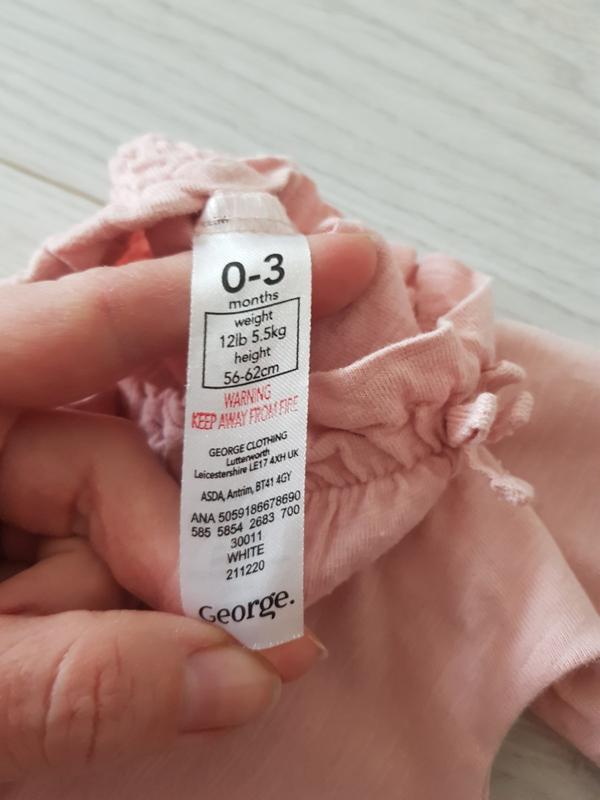 0-3
months
weight
12lb 5.5kg
height
56-62cm
WARNING
KEEP AWAY FROM FIRE
GEORGE CLOTHING
Lutterworth
Leicestershire LE17 4XH UK
ASDA, Antrim, BT41 4GY
ANA 5059186678690
585 5854 2683 700
30011
WHITE
211220
George.